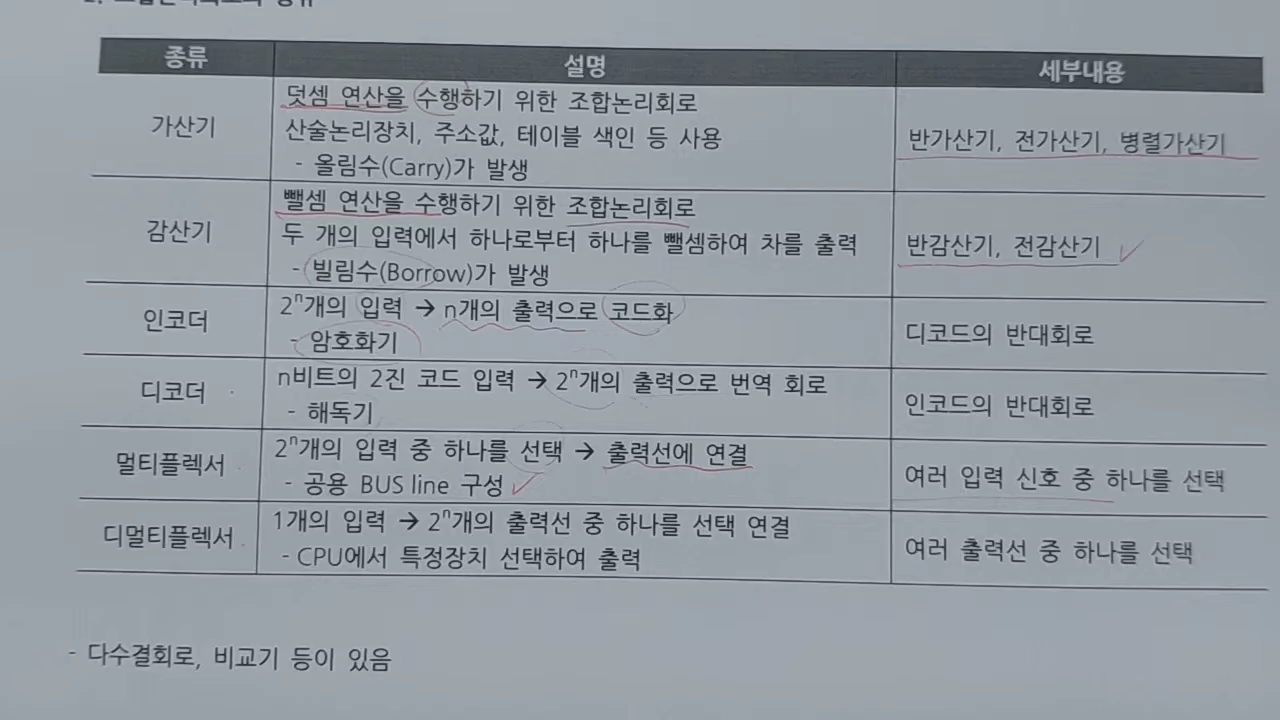 종류 설명 세부내용
가산기
덧셈 연산을 수행하기 위한 조합논리회로
산술논리장치, 주소값, 테이블 색인 등 사용
- 올림수(Carry)가 발생
반가산기, 전가산기, 병렬가산기
감산기
뺄셈 연산을 수행하기 위한 조합논리회로
두 개의 입력에서 하나로부터 하나를 뺄셈하여 차를 출력
- 빌림수(Borrow)가 발생
반감산기, 전감산기
인코더
2ⁿ개의 입력 → n개의 출력으로 코드화
- 암호화기
디코드의 반대회로
디코더
n비트의 2진 코드 입력 → 2ⁿ개의 출력으로 번역 회로
- 해독기
인코드의 반대회로
멀티플렉서
2ⁿ개의 입력 중 하나를 선택 → 출력선에 연결
- 공용 BUS line 구성
여러 입력 신호 중 하나를 선택
디멀티플렉서
1개의 입력 → 2ⁿ개의 출력선 중 하나를 선택 연결
- CPU에서 특정장치 선택하여 출력
여러 출력선 중 하나를 선택
- 다수결회로, 비교기 등이 있음